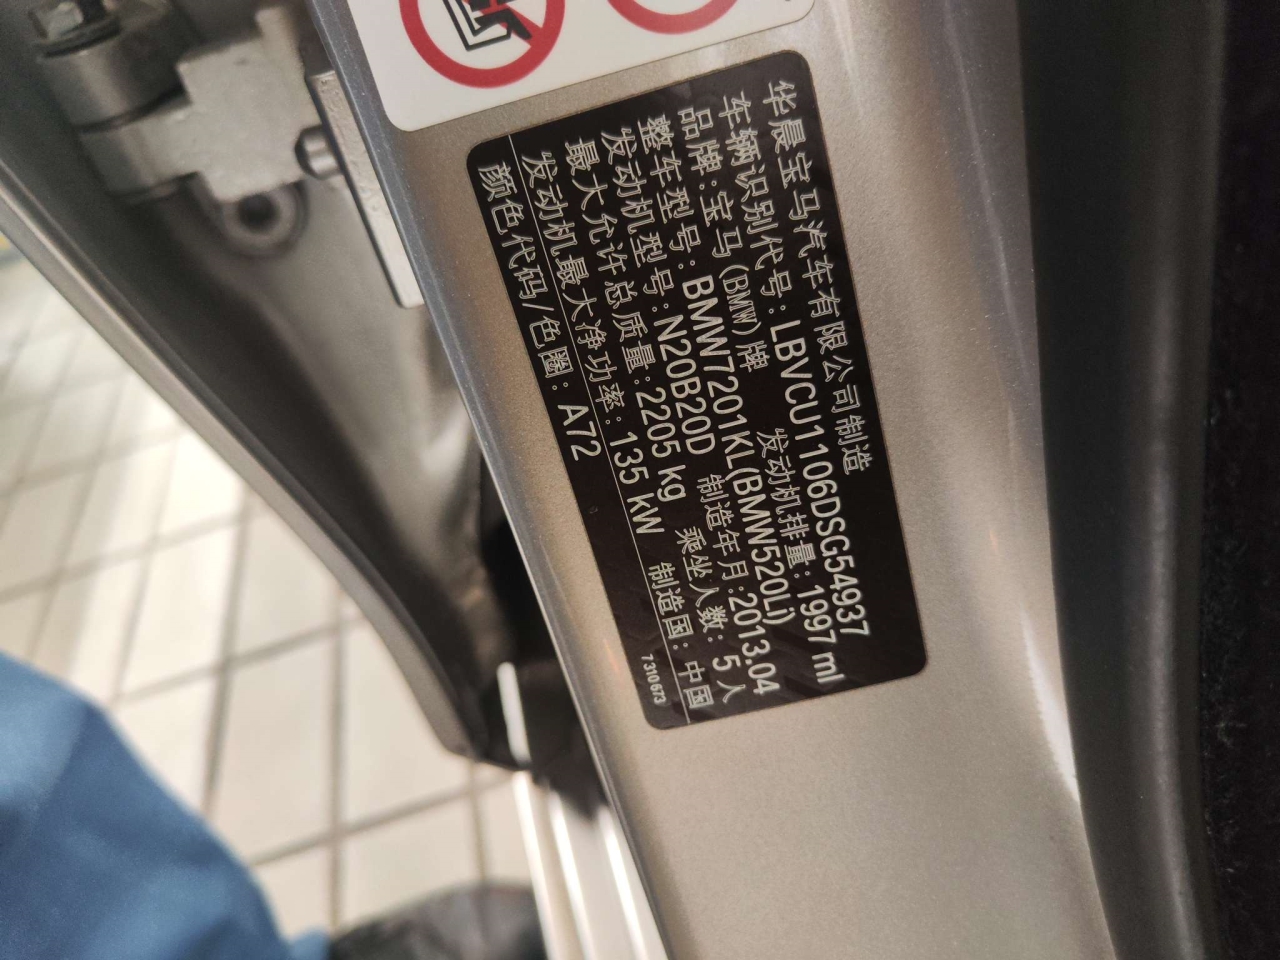 华晨宝马汽车有限公司制造
车辆识别代号:LBVCU1106DSG54937
品牌:宝马(BMW)牌 发动机排量:1997 ml
整车型号:BMW7201KL(BMW520Li)
发动机型号:N20B20D 制造年月:2013.04
最大允许总质量:2205 kg 乘坐人数:5人
发动机最大净功率:135 kW 制造国:中国
颜色代码/色圈:A72
7310673